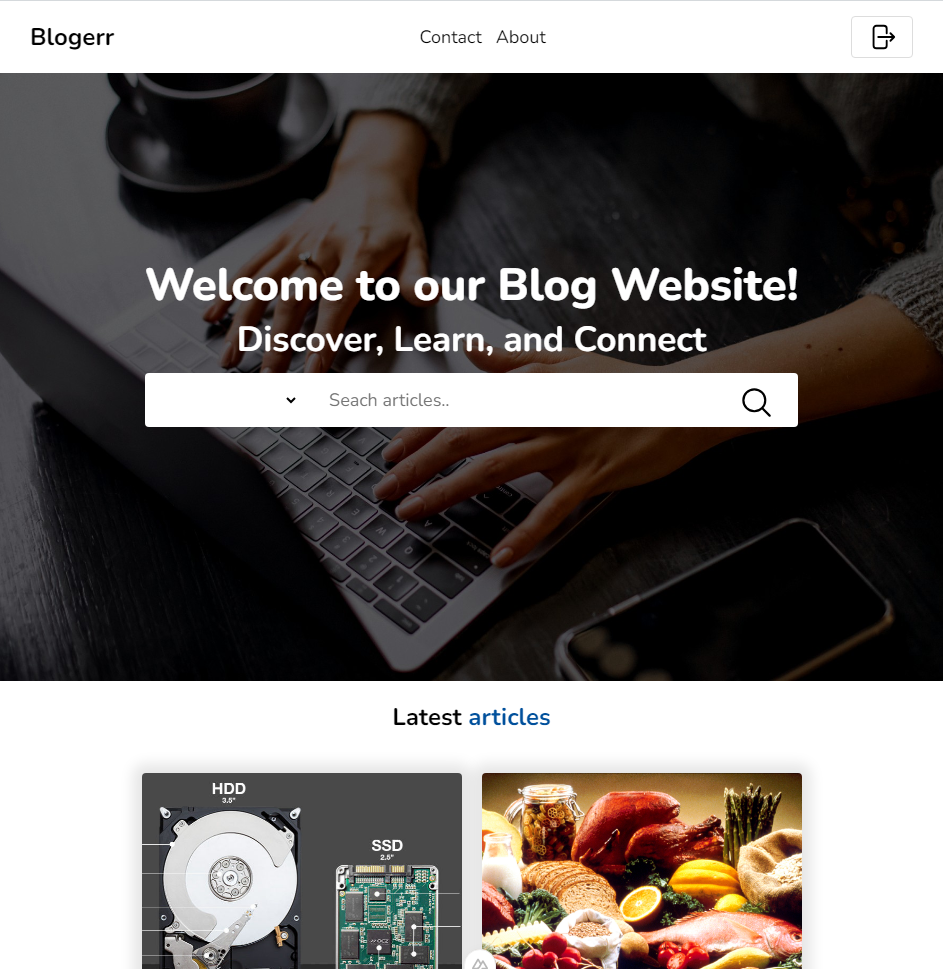 Blogerr
Contact About
Welcome to our Blog Website!
Discover, Learn, and Connect
Seach articles..
Latest articles
HDD
3.5"
SSD
2.5"